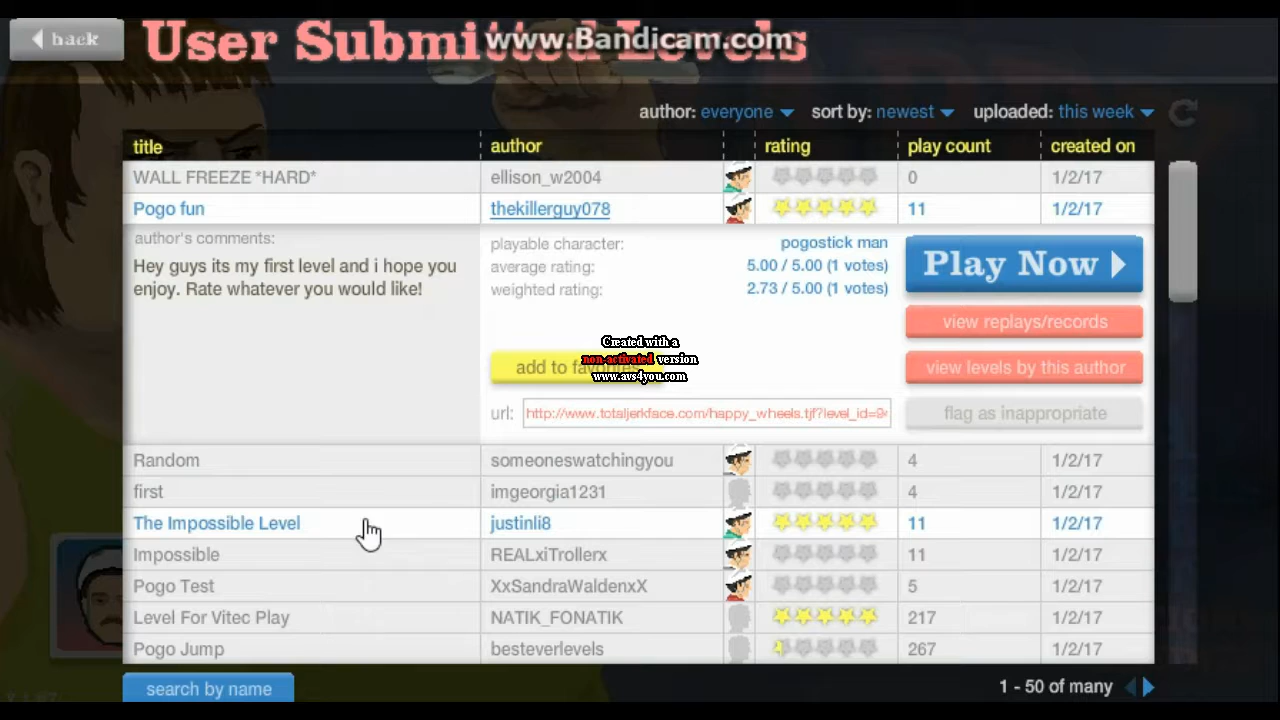 back
User Submitted Levels
www.Bandicam.com
author: everyone sort by: newest uploaded: this week
title author rating play count created on
WALL FREEZE *HARD* ellison_w2004 0 1/2/17
Pogo fun thekillerguy078 11 1/2/17
author's comments:
Hey guys its my first level and i hope you
enjoy. Rate whatever you would like!
playable character: pogostick man
average rating: 5.00 / 5.00 (1 votes)
weighted rating: 2.73 / 5.00 (1 votes)
Play Now
view replays/records
Created with a
non-activated version
www.avs4you.com
add to favorites
view levels by this author
url: http://www.totaljerkface.com/happy_wheels.tjf?level_id=9
flag as inappropriate
Random someoneswatchingyou 4 1/2/17
first imgeorgia1231 4 1/2/17
The Impossible Level justinli8 11 1/2/17
Impossible REALxiTrollerx 11 1/2/17
Pogo Test XxSandraWaldenxX 5 1/2/17
Level For Vitec Play NATIK_FONATIK 217 1/2/17
Pogo Jump besteverlevels 267 1/2/17
search by name
1 - 50 of many